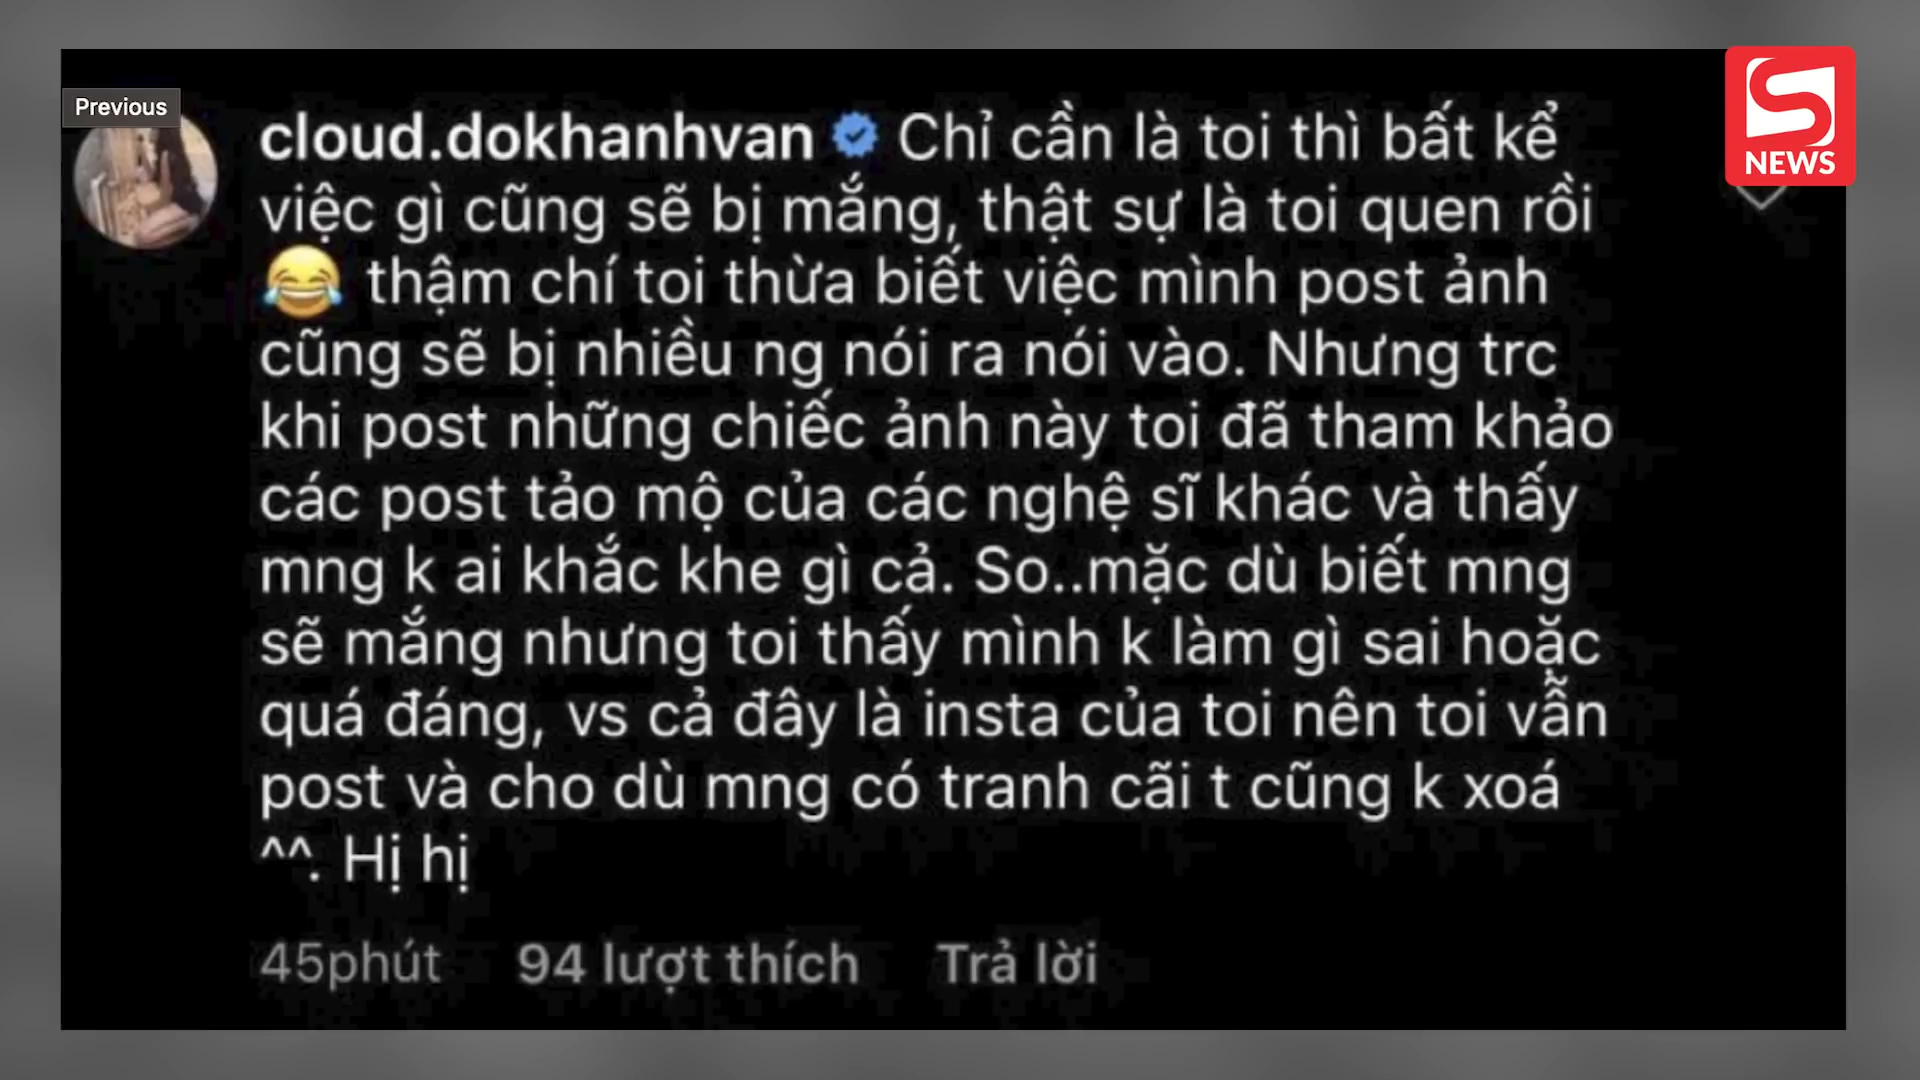 Previous
S
NEWS
cloud.dokhanhvan Chỉ cần là toi thì bất kể
việc gì cũng sẽ bị mắng, thật sự là toi quen rồi
😂 thậm chí toi thừa biết việc mình post ảnh
cũng sẽ bị nhiều ng nói ra nói vào. Nhưng trc
khi post những chiếc ảnh này toi đã tham khảo
các post tảo mộ của các nghệ sĩ khác và thấy
mng k ai khắc khe gì cả. So..mặc dù biết mng
sẽ mắng nhưng toi thấy mình k làm gì sai hoặc
quá đáng, vs cả đây là insta của toi nên toi vẫn
post và cho dù mng có tranh cãi t cũng k xoá
^^. Hị hị
45phút 94 lượt thích Trả lời